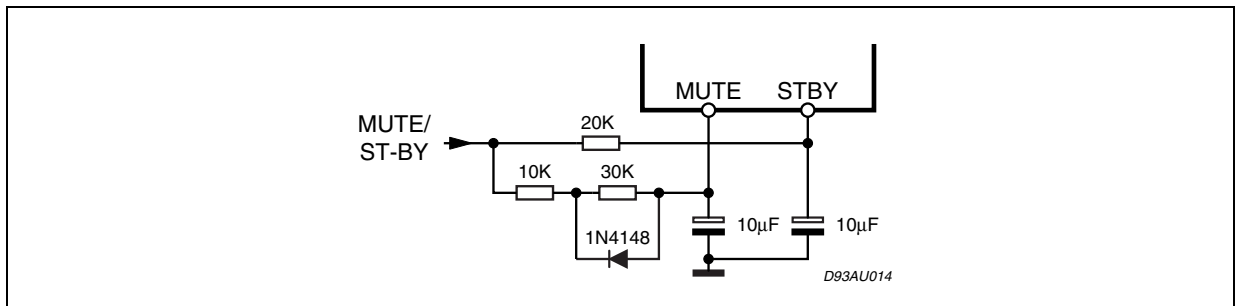 MUTE STBY
MUTE/
ST-BY
20K
10K 30K
1N4148
10μF 10μF
D93AU014